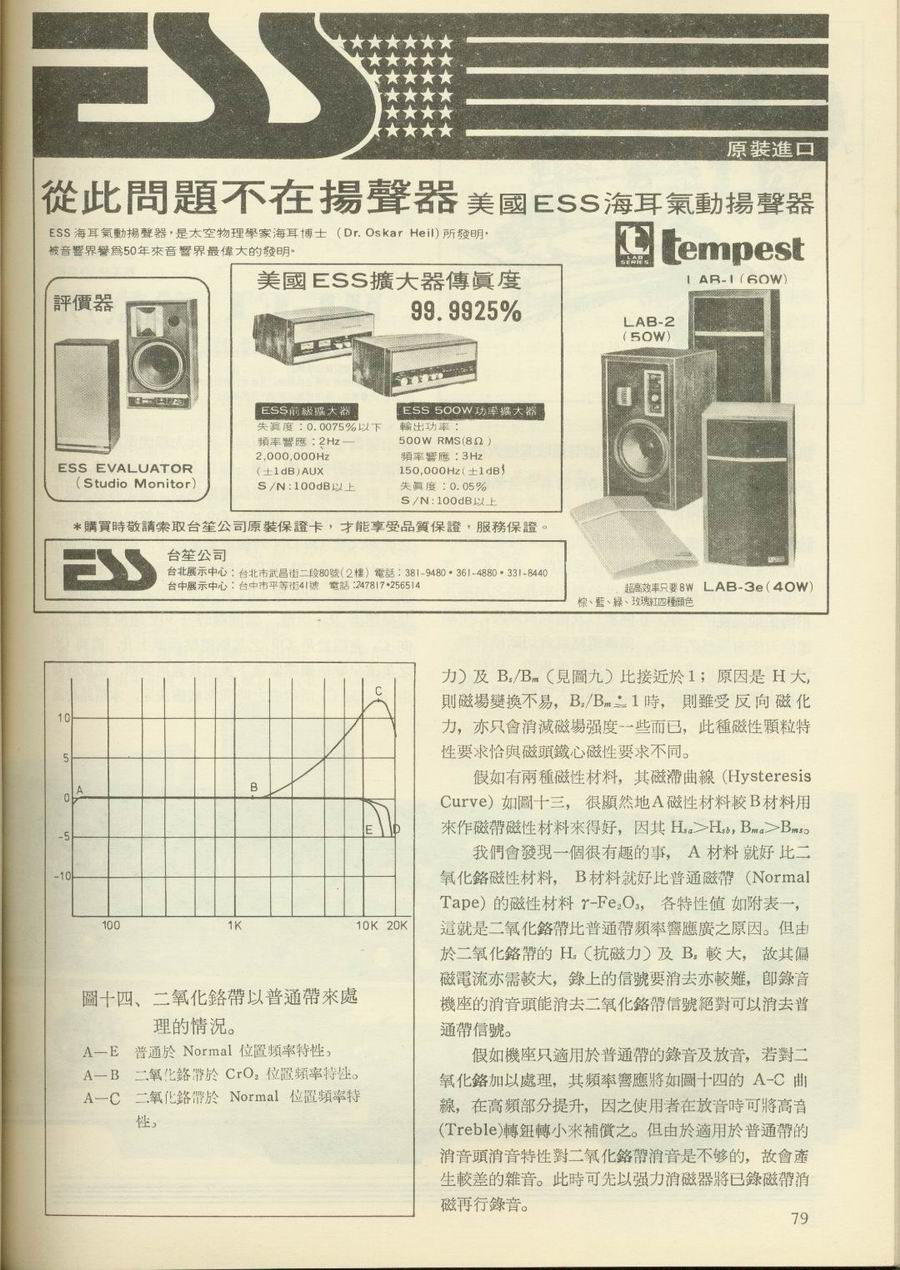 ESS
原裝進口
從此問題不在揚聲器 美國ESS海耳氣動揚聲器
ESS海耳氣動揚聲器,是太空物理學家海耳博士 (Dr. Oskar Heil)所發明,
被音響界譽爲50年來音響界最偉大的發明。
LAB SERIES
tempest
評價器
ESS EVALUATOR
(Studio Monitor)
美國ESS擴大器傳眞度
99.9925%
ESS前級擴大器
失眞度:0.0075%以下
頻率響應:2Hz—
2,000,000Hz
(±1dB)AUX
S/N:100dB以上
ESS 500W功率擴大器
輸出功率:
500W RMS(8Ω)
頻率響應:3Hz
150,000Hz(±1dB)
失眞度:0.05%
S/N:100dB以上
LAB-1(60W)
LAB-2
(50W)
超高效率只要8W LAB-3e(40W)
棕、藍、綠、玫瑰紅四種顏色
*購買時敬請索取台笙公司原裝保證卡,才能享受品質保證,服務保證。
ESS
台笙公司
台北展示中心:台北市武昌街二段80號(2樓) 電話:381-9480•361-4880•331-8440
台中展示中心:台中市平等街41號 電話:247817•256514
10
5
0
-5
-10
A
B
C
E
D
100
1K
10K 20K
圖十四、二氧化鉻帶以普通帶來處
理的情況。
A—E 普通於 Normal 位置頻率特性。
A—B 二氧化鉻帶於 CrO₂ 位置頻率特性。
A—C 二氧化鉻帶於 Normal 位置頻率特
性。
力)及 Bₛ/Bₘ(見圖九)比接近於1;原因是 H 大,
則磁場變換不易,Bₛ/Bₘ≒1時, 則雖受反向磁化
力,亦只會消減磁場强度一些而已,此種磁性顆粒特
性要求恰與磁頭鐵心磁性要求不同。
假如有兩種磁性材料,其磁滯曲線(Hysteresis
Curve)如圖十三, 很顯然地A磁性材料較B材料用
來作磁帶磁性材料來得好,因其 Hₛₐ>Hₛb, Bₘₐ>Bₘₛ。
我們會發現一個很有趣的事, A 材料就好比二
氧化鉻磁性材料, B材料就好比普通磁帶 (Normal
Tape)的磁性材料 γ-Fe₂O₃, 各特性值如附表一,
這就是二氧化鉻帶比普通帶頻率響應廣之原因。但由
於二氧化鉻帶的 Hₛ(抗磁力)及 Bₛ 較大, 故其偏
磁電流亦需較大,錄上的信號要消去亦較難,卽錄音
機座的消音頭能消去二氧化鉻帶信號絕對可以消去普
通帶信號。
假如機座只適用於普通帶的錄音及放音,若對二
氧化鉻加以處理,其頻率響應將如圖十四的 A-C 曲
線,在高頻部分提升, 因之使用者在放音時可將高音
(Treble)轉鈕轉小來補償之。但由於適用於普通帶的
消音頭消音特性對二氧化鉻帶消音是不够的,故會產
生較差的雜音。此時可先以强力消磁器將已錄磁帶消
磁再行錄音。
79